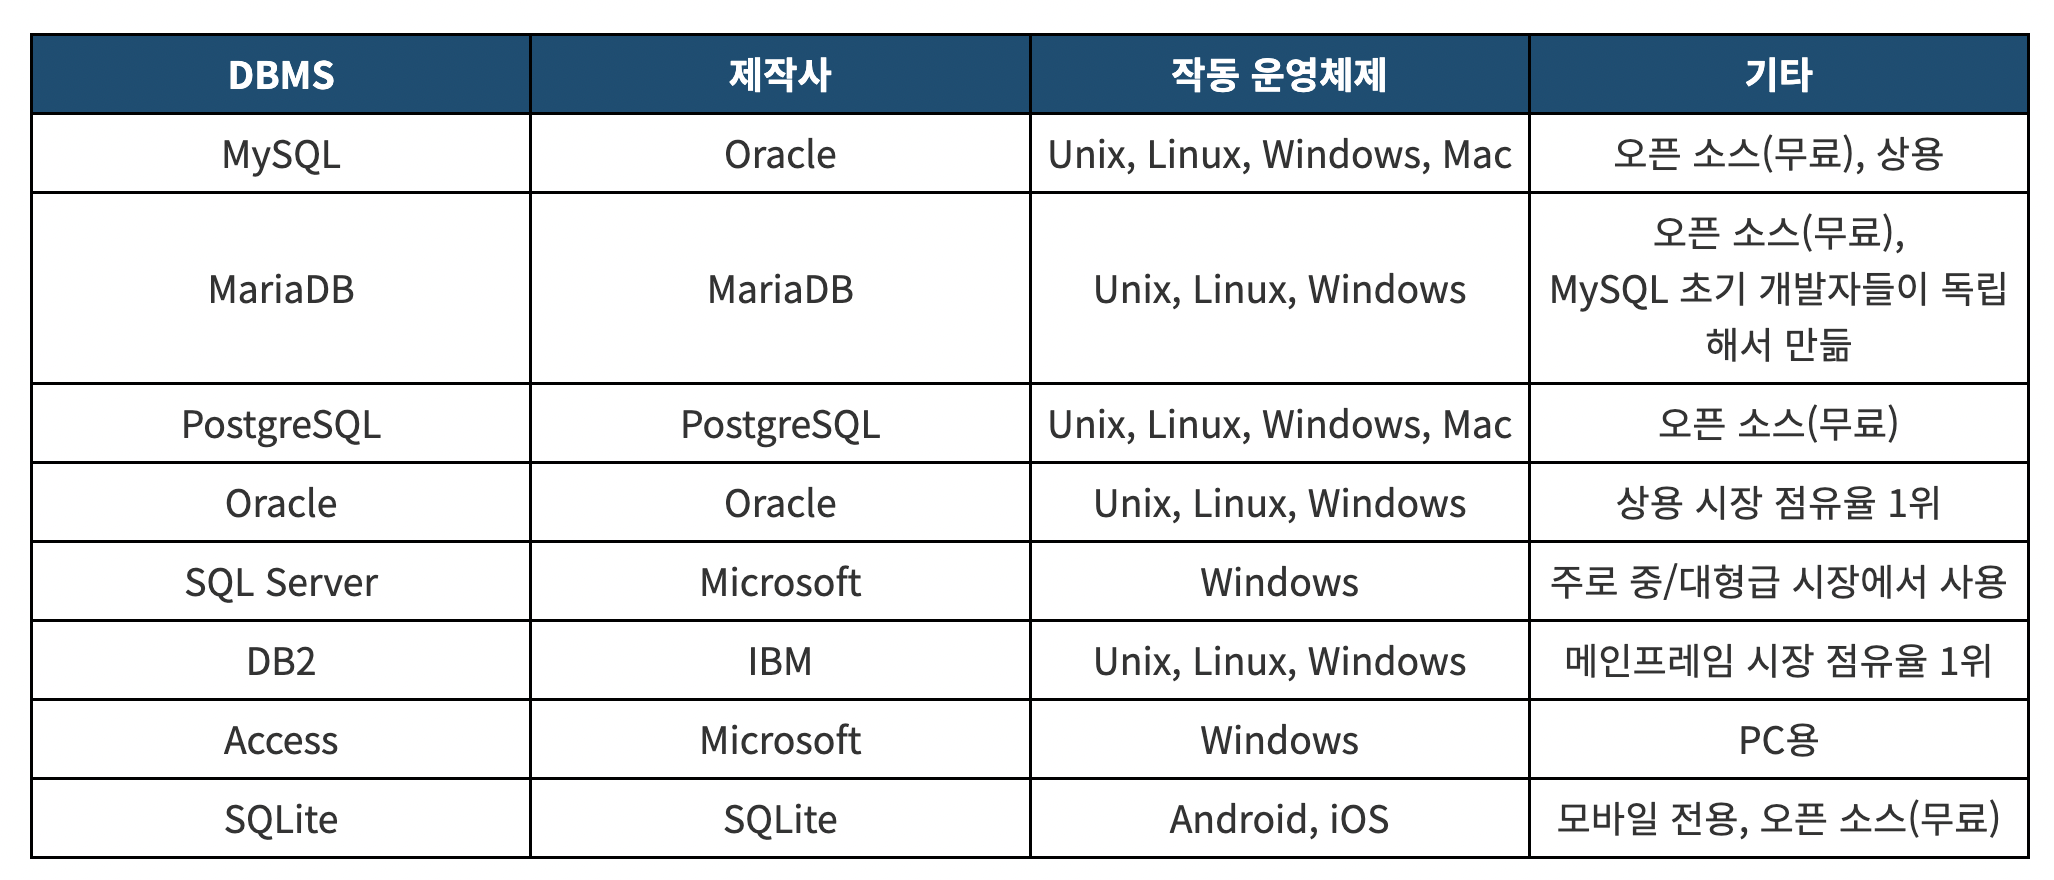 DBMS 제작사 작동 운영체제 기타
MySQL Oracle Unix, Linux, Windows, Mac 오픈 소스(무료), 상용
MariaDB MariaDB Unix, Linux, Windows 오픈 소스(무료),
MySQL 초기 개발자들이 독립
해서 만듦
PostgreSQL PostgreSQL Unix, Linux, Windows, Mac 오픈 소스(무료)
Oracle Oracle Unix, Linux, Windows 상용 시장 점유율 1위
SQL Server Microsoft Windows 주로 중/대형급 시장에서 사용
DB2 IBM Unix, Linux, Windows 메인프레임 시장 점유율 1위
Access Microsoft Windows PC용
SQLite SQLite Android, iOS 모바일 전용, 오픈 소스(무료)